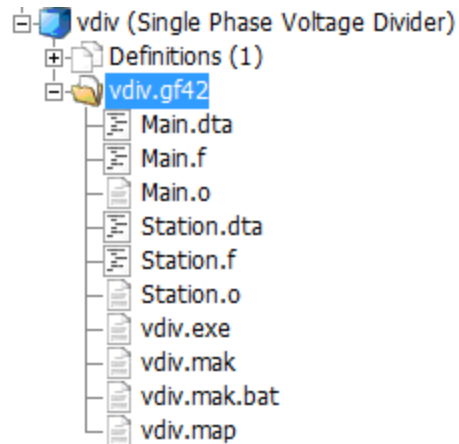 vdiv (Single Phase Voltage Divider)
Definitions (1)
vdiv.gf42
Main.dta
Main.f
Main.o
Station.dta
Station.f
Station.o
vdiv.exe
vdiv.mak
vdiv.mak.bat
vdiv.map